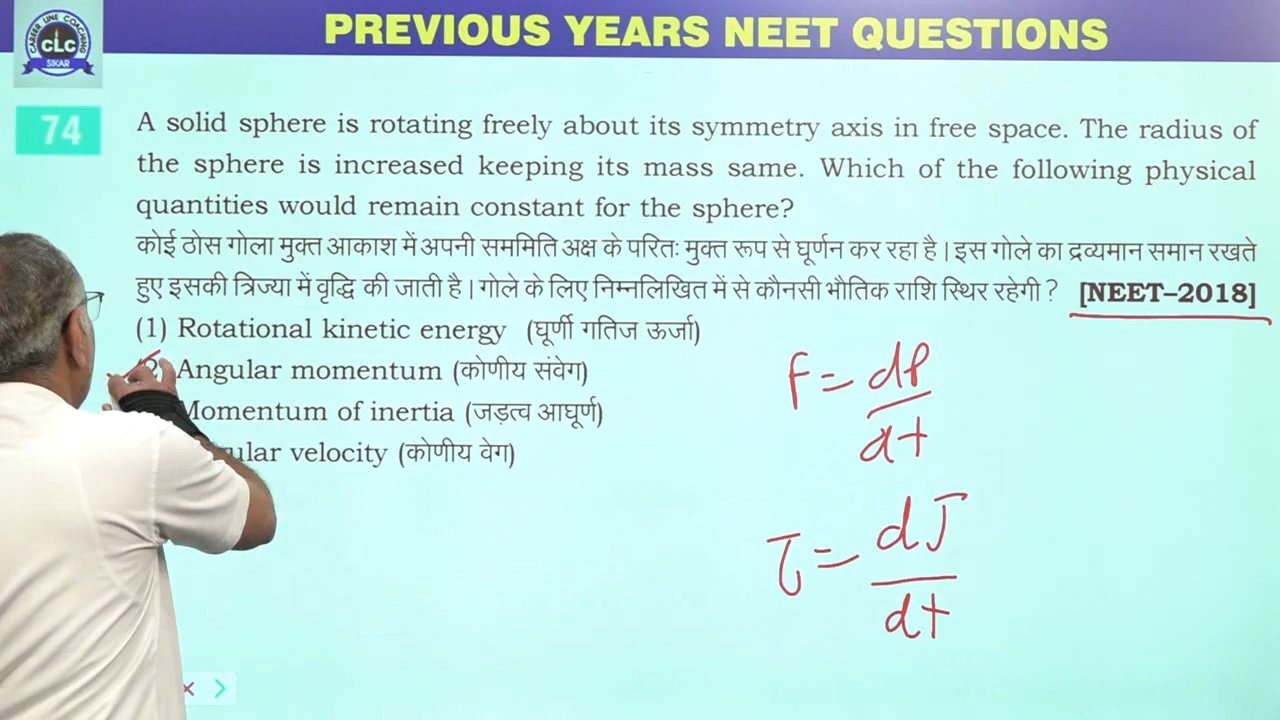 CAREER LINE COACHING
CLC
SIKAR
PREVIOUS YEARS NEET QUESTIONS
74
A solid sphere is rotating freely about its symmetry axis in free space. The radius of
the sphere is increased keeping its mass same. Which of the following physical
quantities would remain constant for the sphere?
कोई ठोस गोला मुक्त आकाश में अपनी सममिति अक्ष के परितः मुक्त रूप से घूर्णन कर रहा है। इस गोले का द्रव्यमान समान रखते
हुए इसकी त्रिज्या में वृद्धि की जाती है। गोले के लिए निम्नलिखित में से कौनसी भौतिक राशि स्थिर रहेगी? [NEET–2018]
(1) Rotational kinetic energy (घूर्णी गतिज ऊर्जा)
(2) Angular momentum (कोणीय संवेग)
Momentum of inertia (जड़त्व आघूर्ण)
ular velocity (कोणीय वेग)
F = dP
dt
τ = dJ
dt